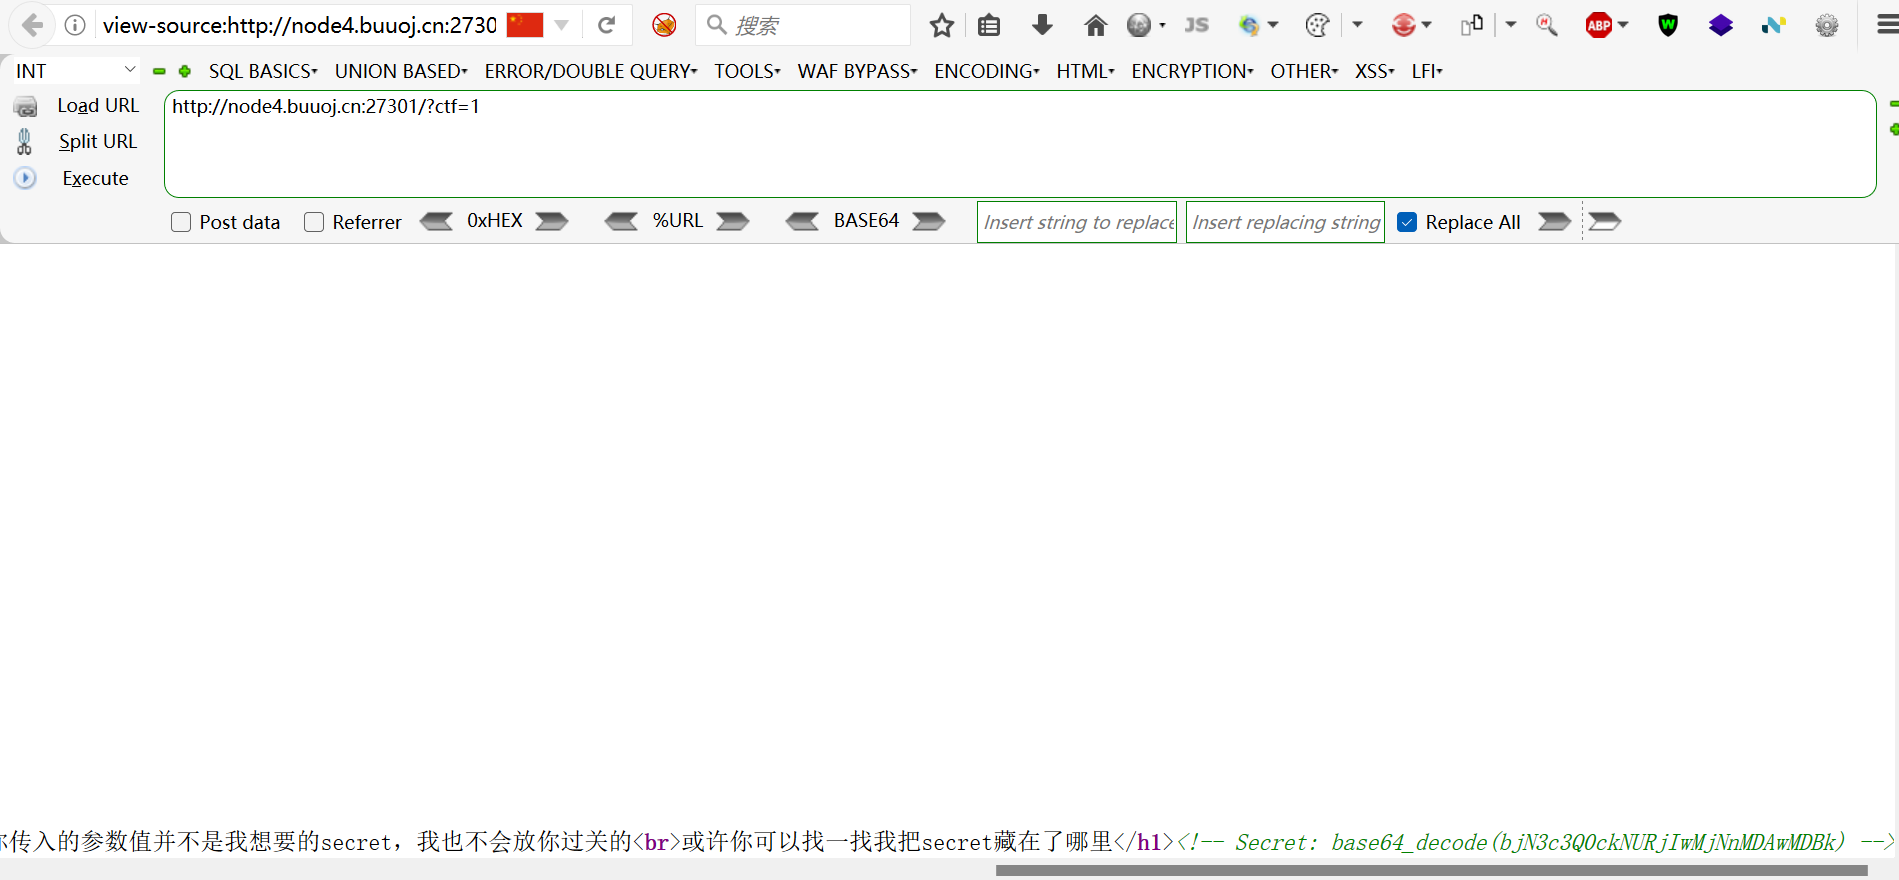 view-source:http://node4.buuoj.cn:2730 搜索 JS ABP
INT SQL BASICS UNION BASED ERROR/DOUBLE QUERY TOOLS WAF BYPASS ENCODING HTML ENCRYPTION OTHER XSS LFI
Load URL http://node4.buuoj.cn:27301/?ctf=1
Split URL
Execute
Post data Referrer 0xHEX %URL BASE64 Insert string to replace Insert replacing string Replace All
传入的参数值并不是我想要的secret，我也不会放你过关的<br>或许你可以找一找我把secret藏在了哪里</h1><!-- Secret: base64_decode(bjN3c3Q0ckNURjIwMjNnMDAwMDBk) -->